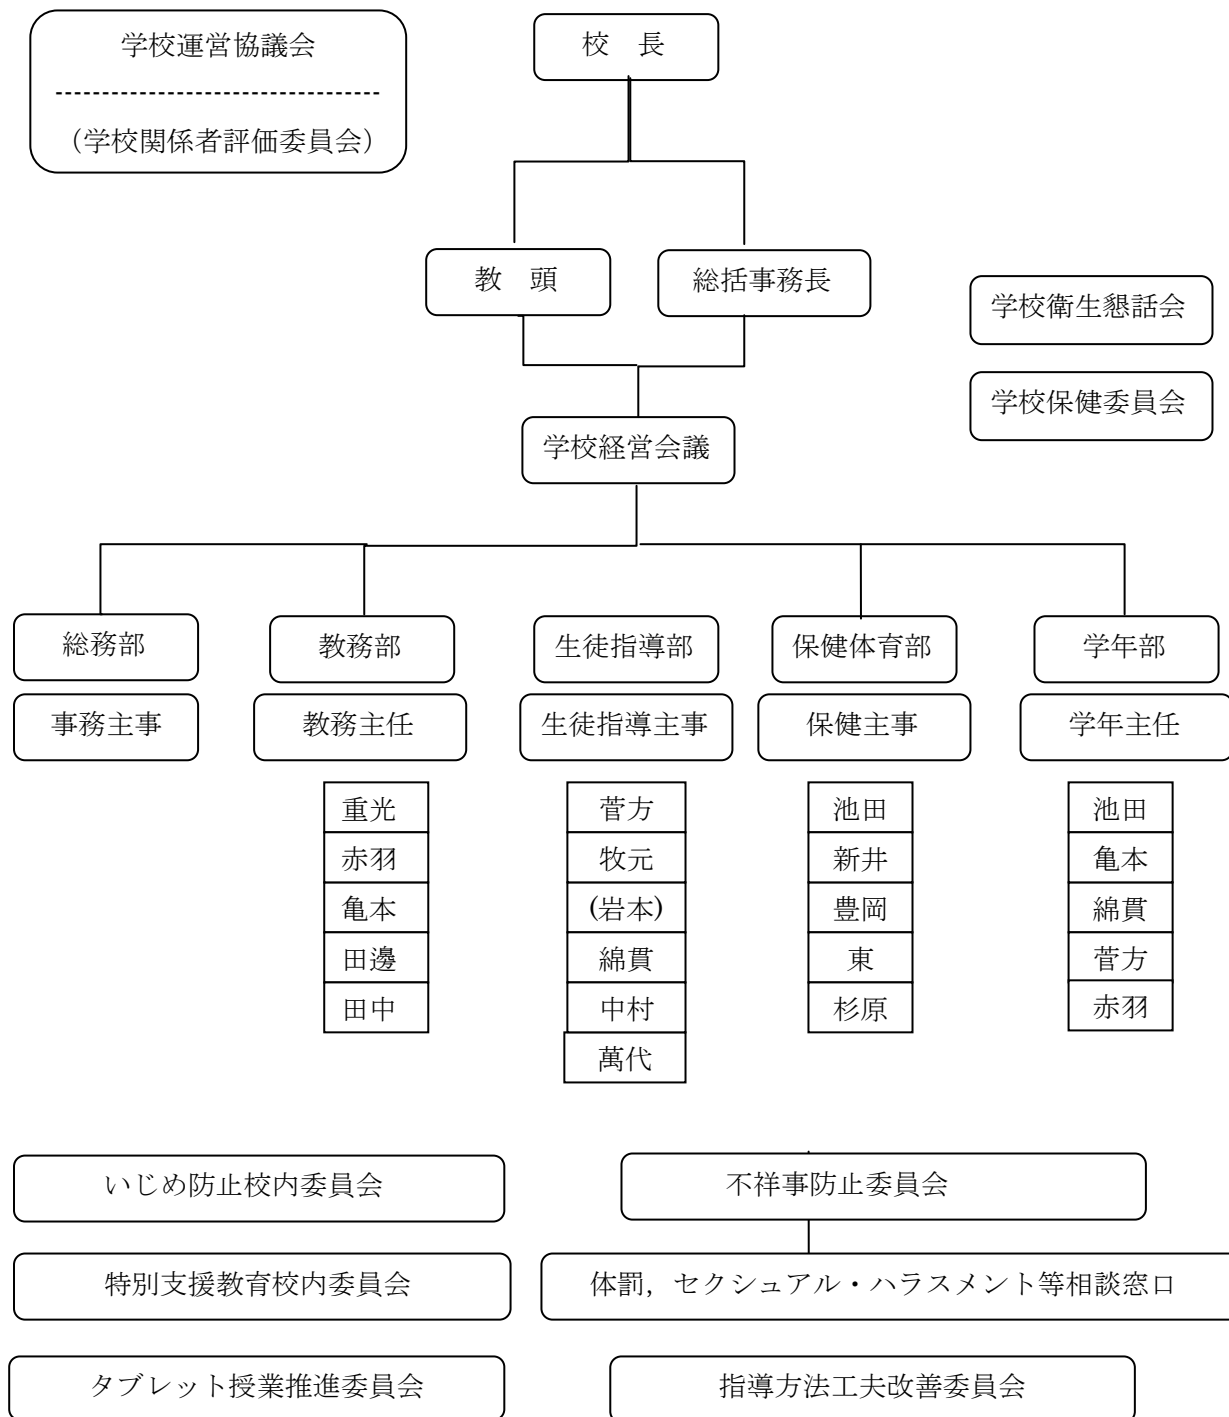 学校運営協議会
（学校関係者評価委員会）
校　長
教　頭
総括事務長
学校衛生懇話会
学校保健委員会
学校経営会議
総務部
教務部
生徒指導部
保健体育部
学年部
事務主事
教務主任
生徒指導主事
保健主事
学年主任
重光
赤羽
亀本
田邊
田中
菅方
牧元
(岩本)
綿貫
中村
萬代
池田
新井
豊岡
東
杉原
池田
亀本
綿貫
菅方
赤羽
いじめ防止校内委員会
不祥事防止委員会
特別支援教育校内委員会
体罰，セクシュアル・ハラスメント等相談窓口
タブレット授業推進委員会
指導方法工夫改善委員会